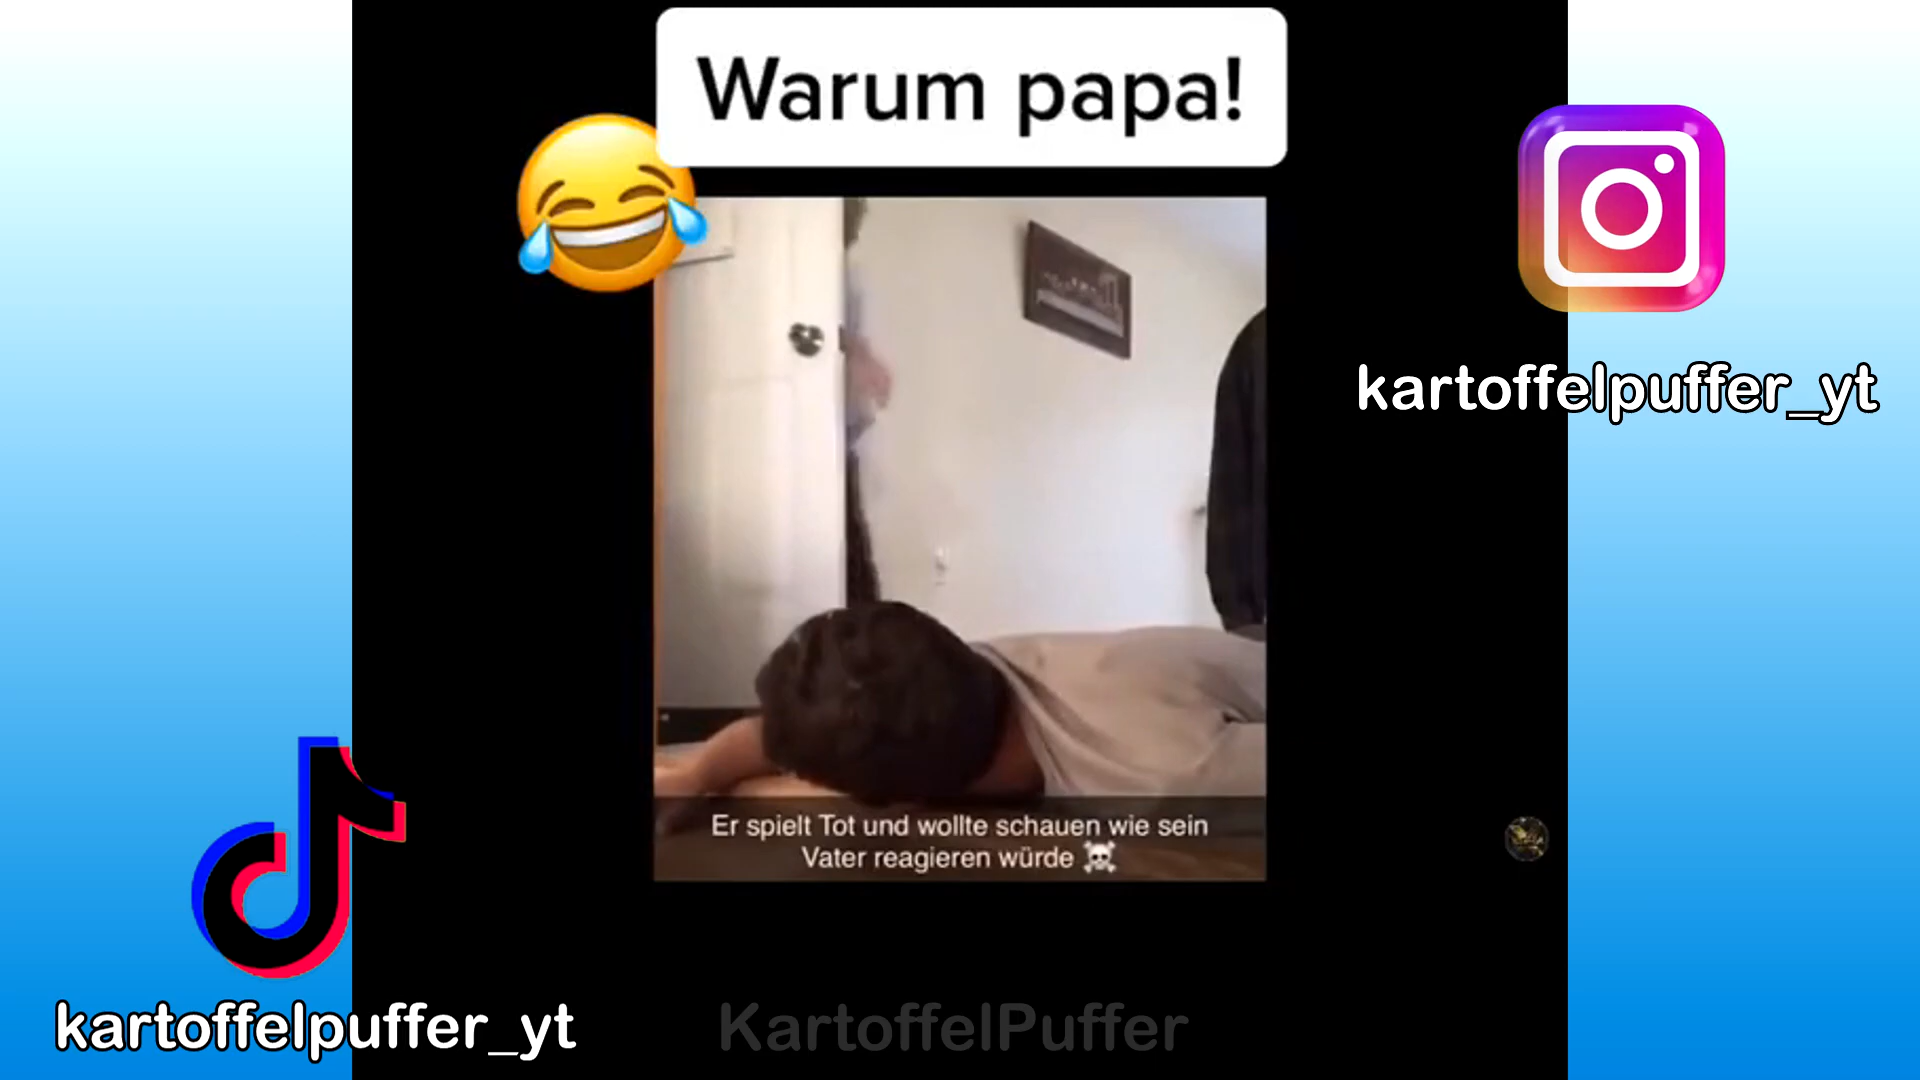 Warum papa!
kartoffelpuffer_yt
Er spielt Tot und wollte schauen wie sein
Vater reagieren würde
kartoffelpuffer_yt
KartoffelPuffer